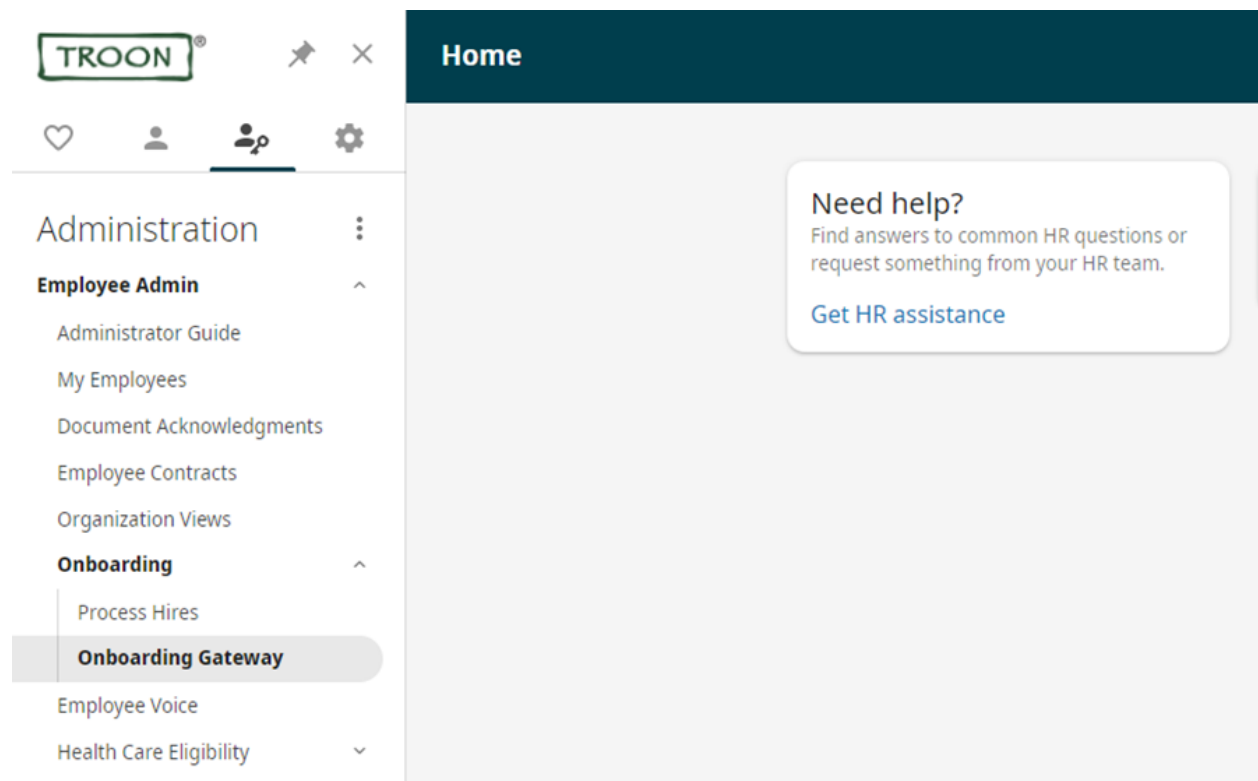 TROON®
Home
Administration
Employee Admin
Administrator Guide
My Employees
Document Acknowledgments
Employee Contracts
Organization Views
Onboarding
Process Hires
Onboarding Gateway
Employee Voice
Health Care Eligibility
Need help?
Find answers to common HR questions or
request something from your HR team.
Get HR assistance